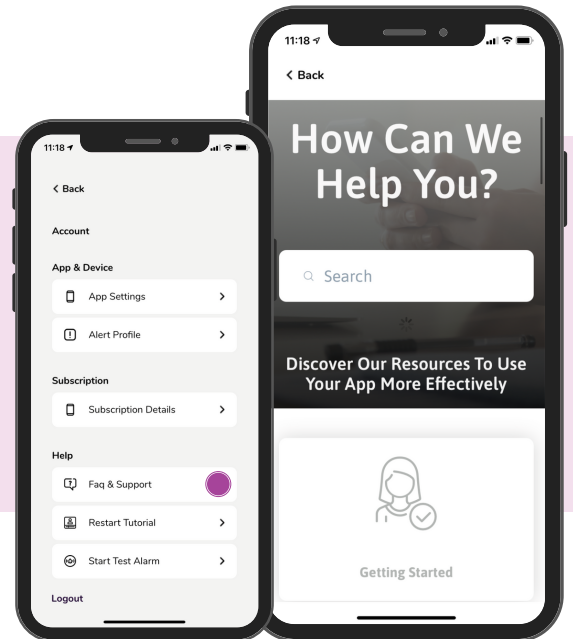 11:18
Back
Account
App & Device
App Settings
Alert Profile
Subscription
Subscription Details
Help
Faq & Support
Restart Tutorial
Start Test Alarm
Logout
11:18
Back
How Can We
Help You?
Search
Discover Our Resources To Use
Your App More Effectively
Getting Started